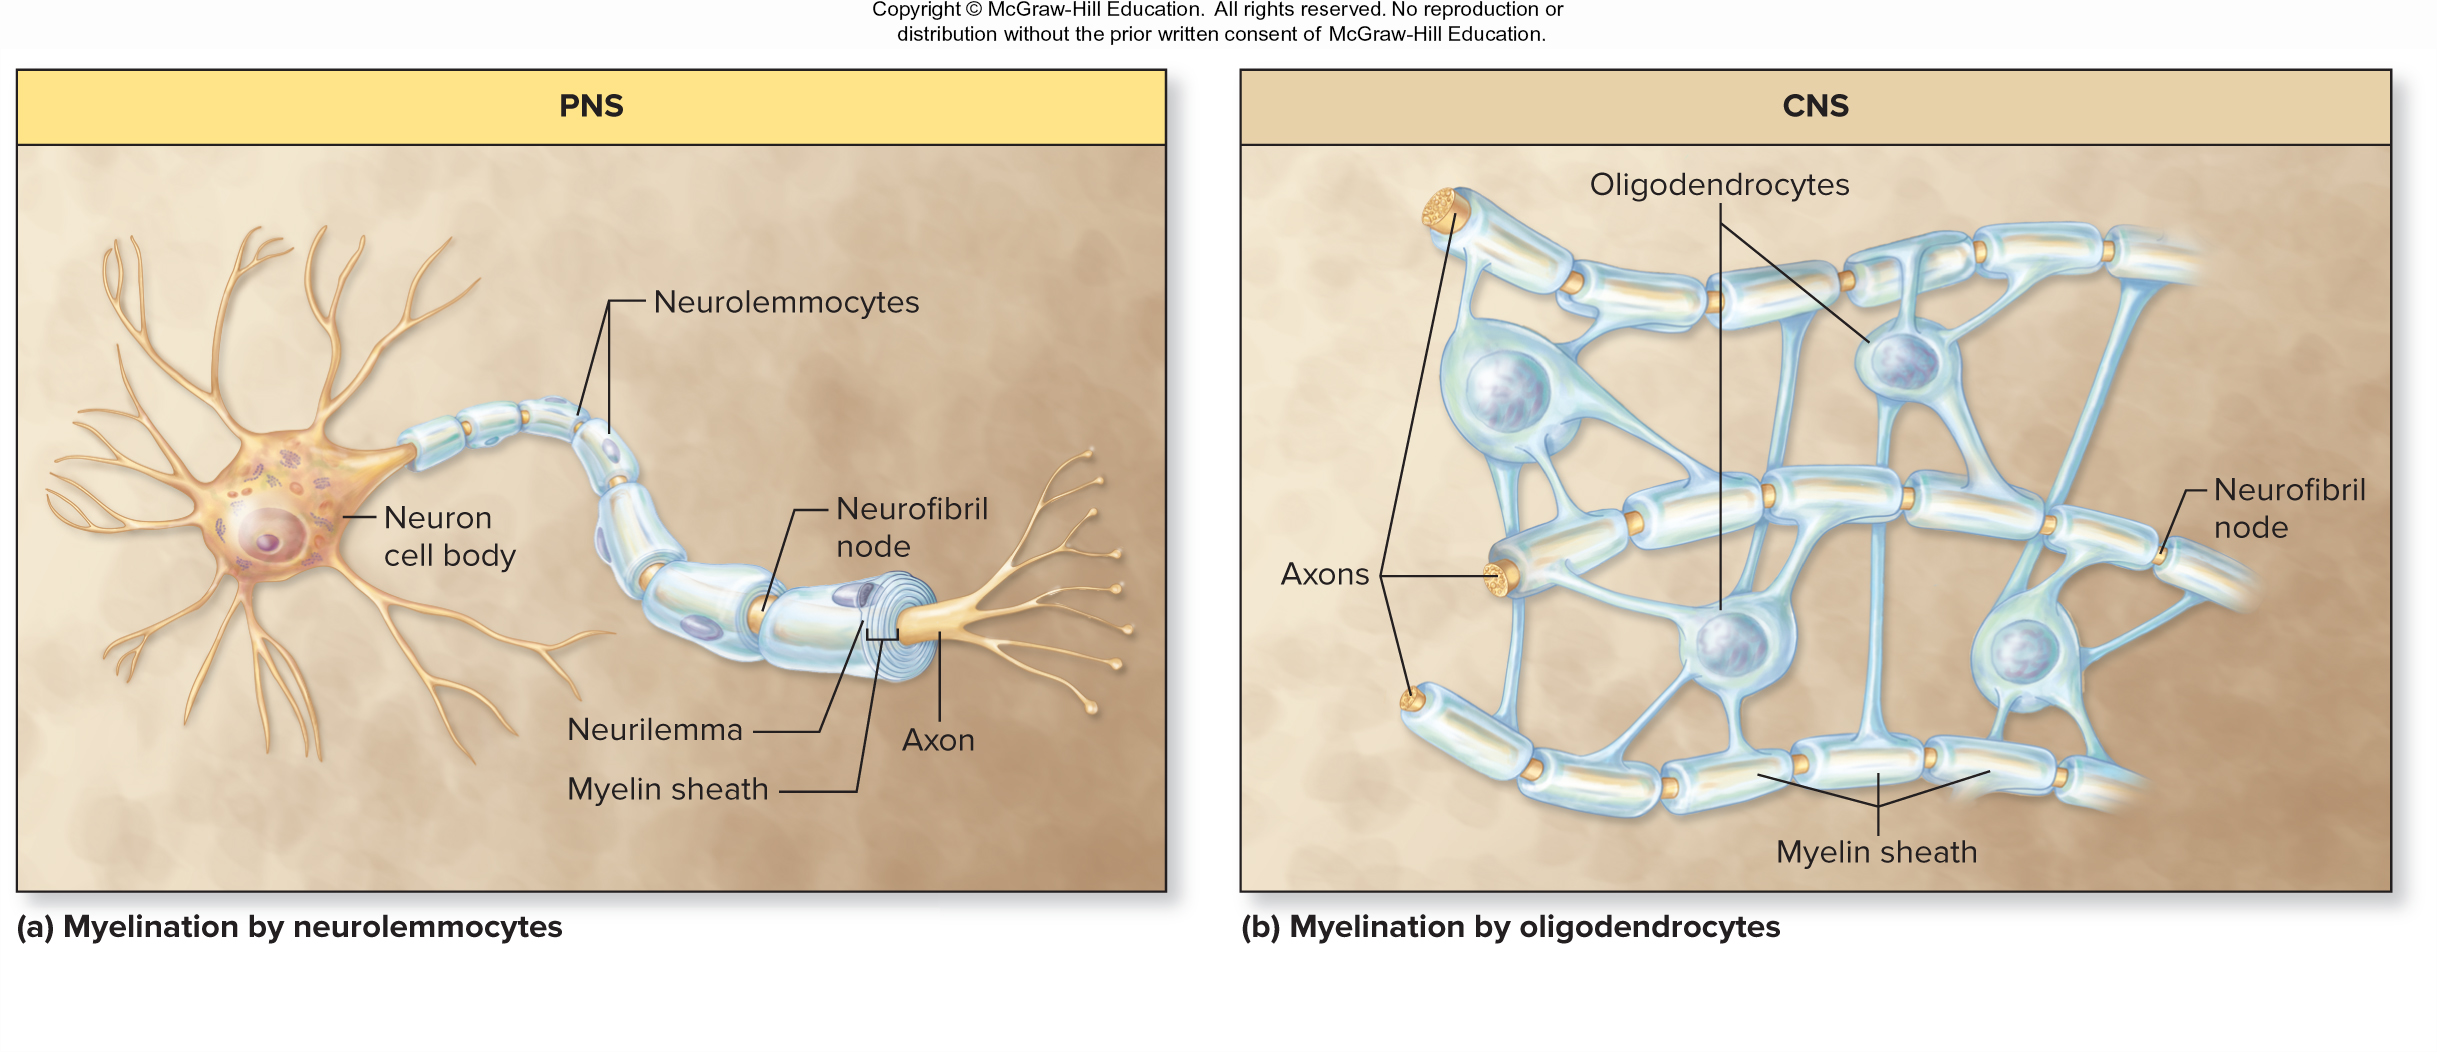 Copyright © McGraw-Hill Education. All rights reserved. No reproduction or
distribution without the prior written consent of McGraw-Hill Education.
PNS
Neurolemmocytes
Neuron
cell body
Neurofibril
node
Neurilemma
Axon
Myelin sheath
(a) Myelination by neurolemmocytes
CNS
Oligodendrocytes
Neurofibril
node
Axons
Myelin sheath
(b) Myelination by oligodendrocytes